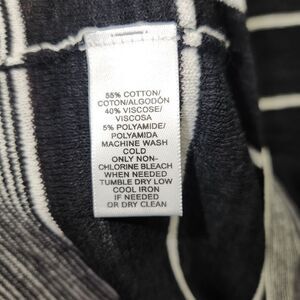 55% COTTON/
COTON/ALGODÓN
40% VISCOSE/
VISCOSA
5% POLYAMIDE/
POLYAMIDA
MACHINE WASH
COLD
ONLY NON-
CHLORINE BLEACH
WHEN NEEDED
TUMBLE DRY LOW
COOL IRON
IF NEEDED
OR DRY CLEAN